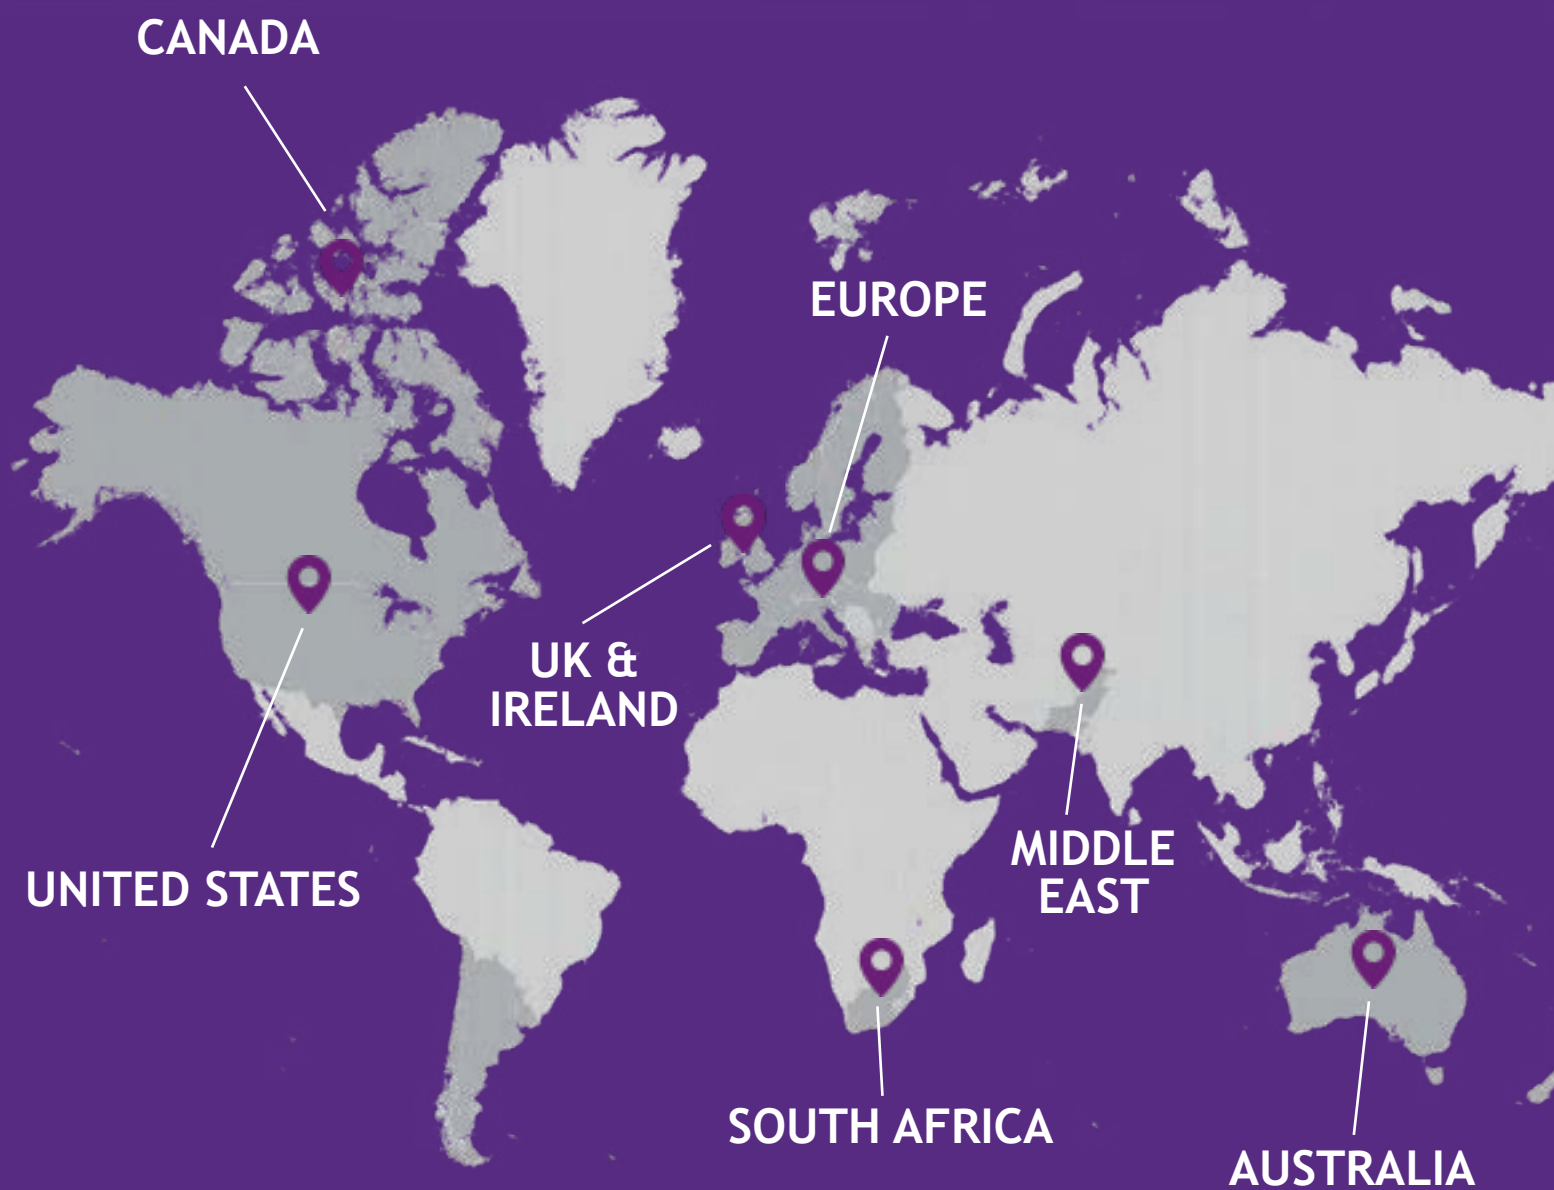 CANADA
EUROPE
UK &
IRELAND
UNITED STATES
MIDDLE
EAST
SOUTH AFRICA
AUSTRALIA